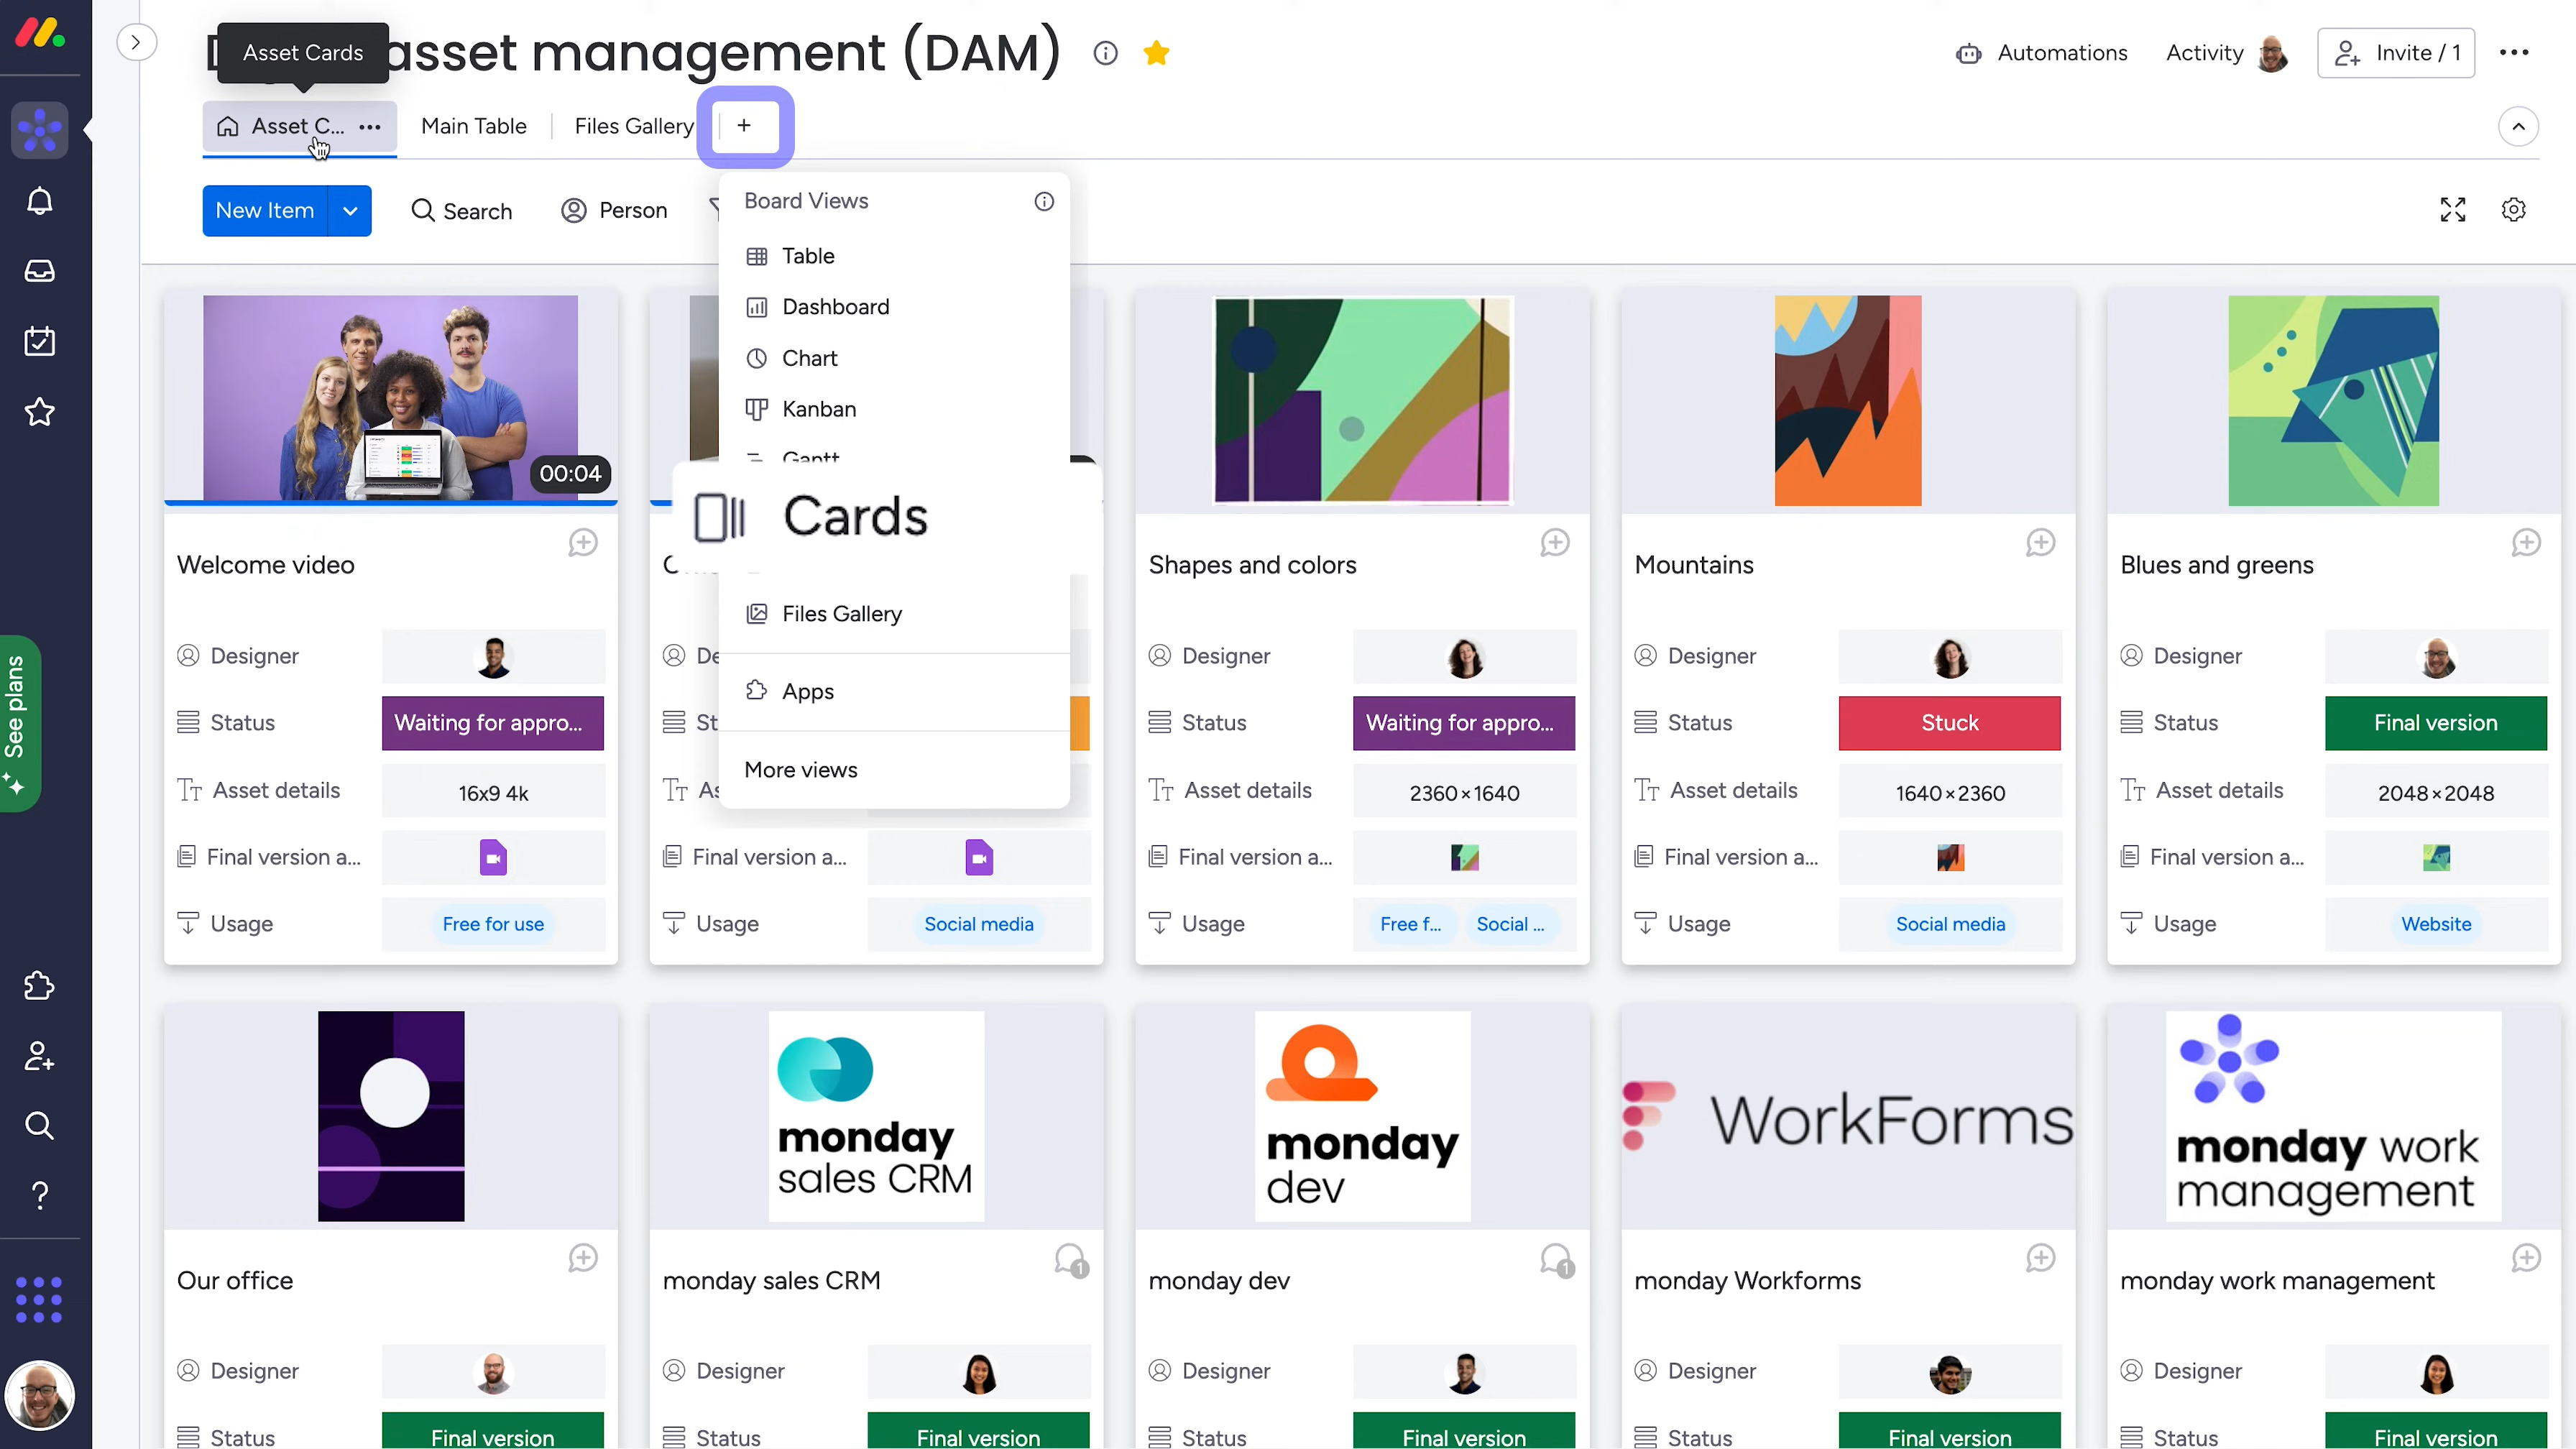 Asset Cards
asset management (DAM)
Automations
Activity
Invite / 1
Asset C...
Main Table
Files Gallery
New Item
Search
Person
Board Views
Table
Dashboard
Chart
Kanban
Gantt
Cards
Files Gallery
Apps
More views
See plans
00:04
Welcome video
Designer
Status
Waiting for appro...
Asset details
16x9 4k
Final version a...
Usage
Free for use
Final version a...
Usage
Social media
Shapes and colors
Designer
Status
Waiting for appro...
Asset details
2360×1640
Final version a...
Usage
Free f...
Social ...
Mountains
Designer
Status
Stuck
Asset details
1640×2360
Final version a...
Usage
Social media
Blues and greens
Designer
Status
Final version
Asset details
2048×2048
Final version a...
Usage
Website
Our office
Designer
Status
Final version
monday
sales CRM
monday sales CRM
1
Designer
Status
Final version
monday
dev
monday dev
1
Designer
Status
Final version
WorkForms
monday Workforms
Designer
Status
Final version
monday work
management
monday work management
Designer
Status
Final version